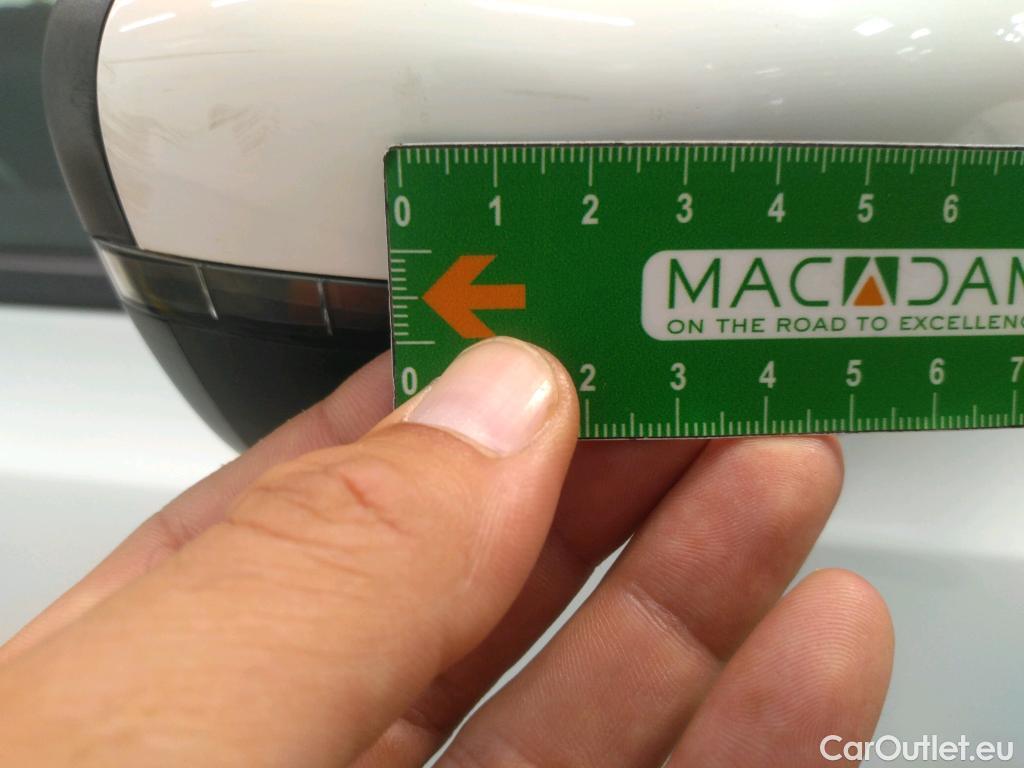 0 1 2 3 4 5 6
MACADAM
ON THE ROAD TO EXCELLENC
0 2 3 4 5 6 7
CarOutlet.eu